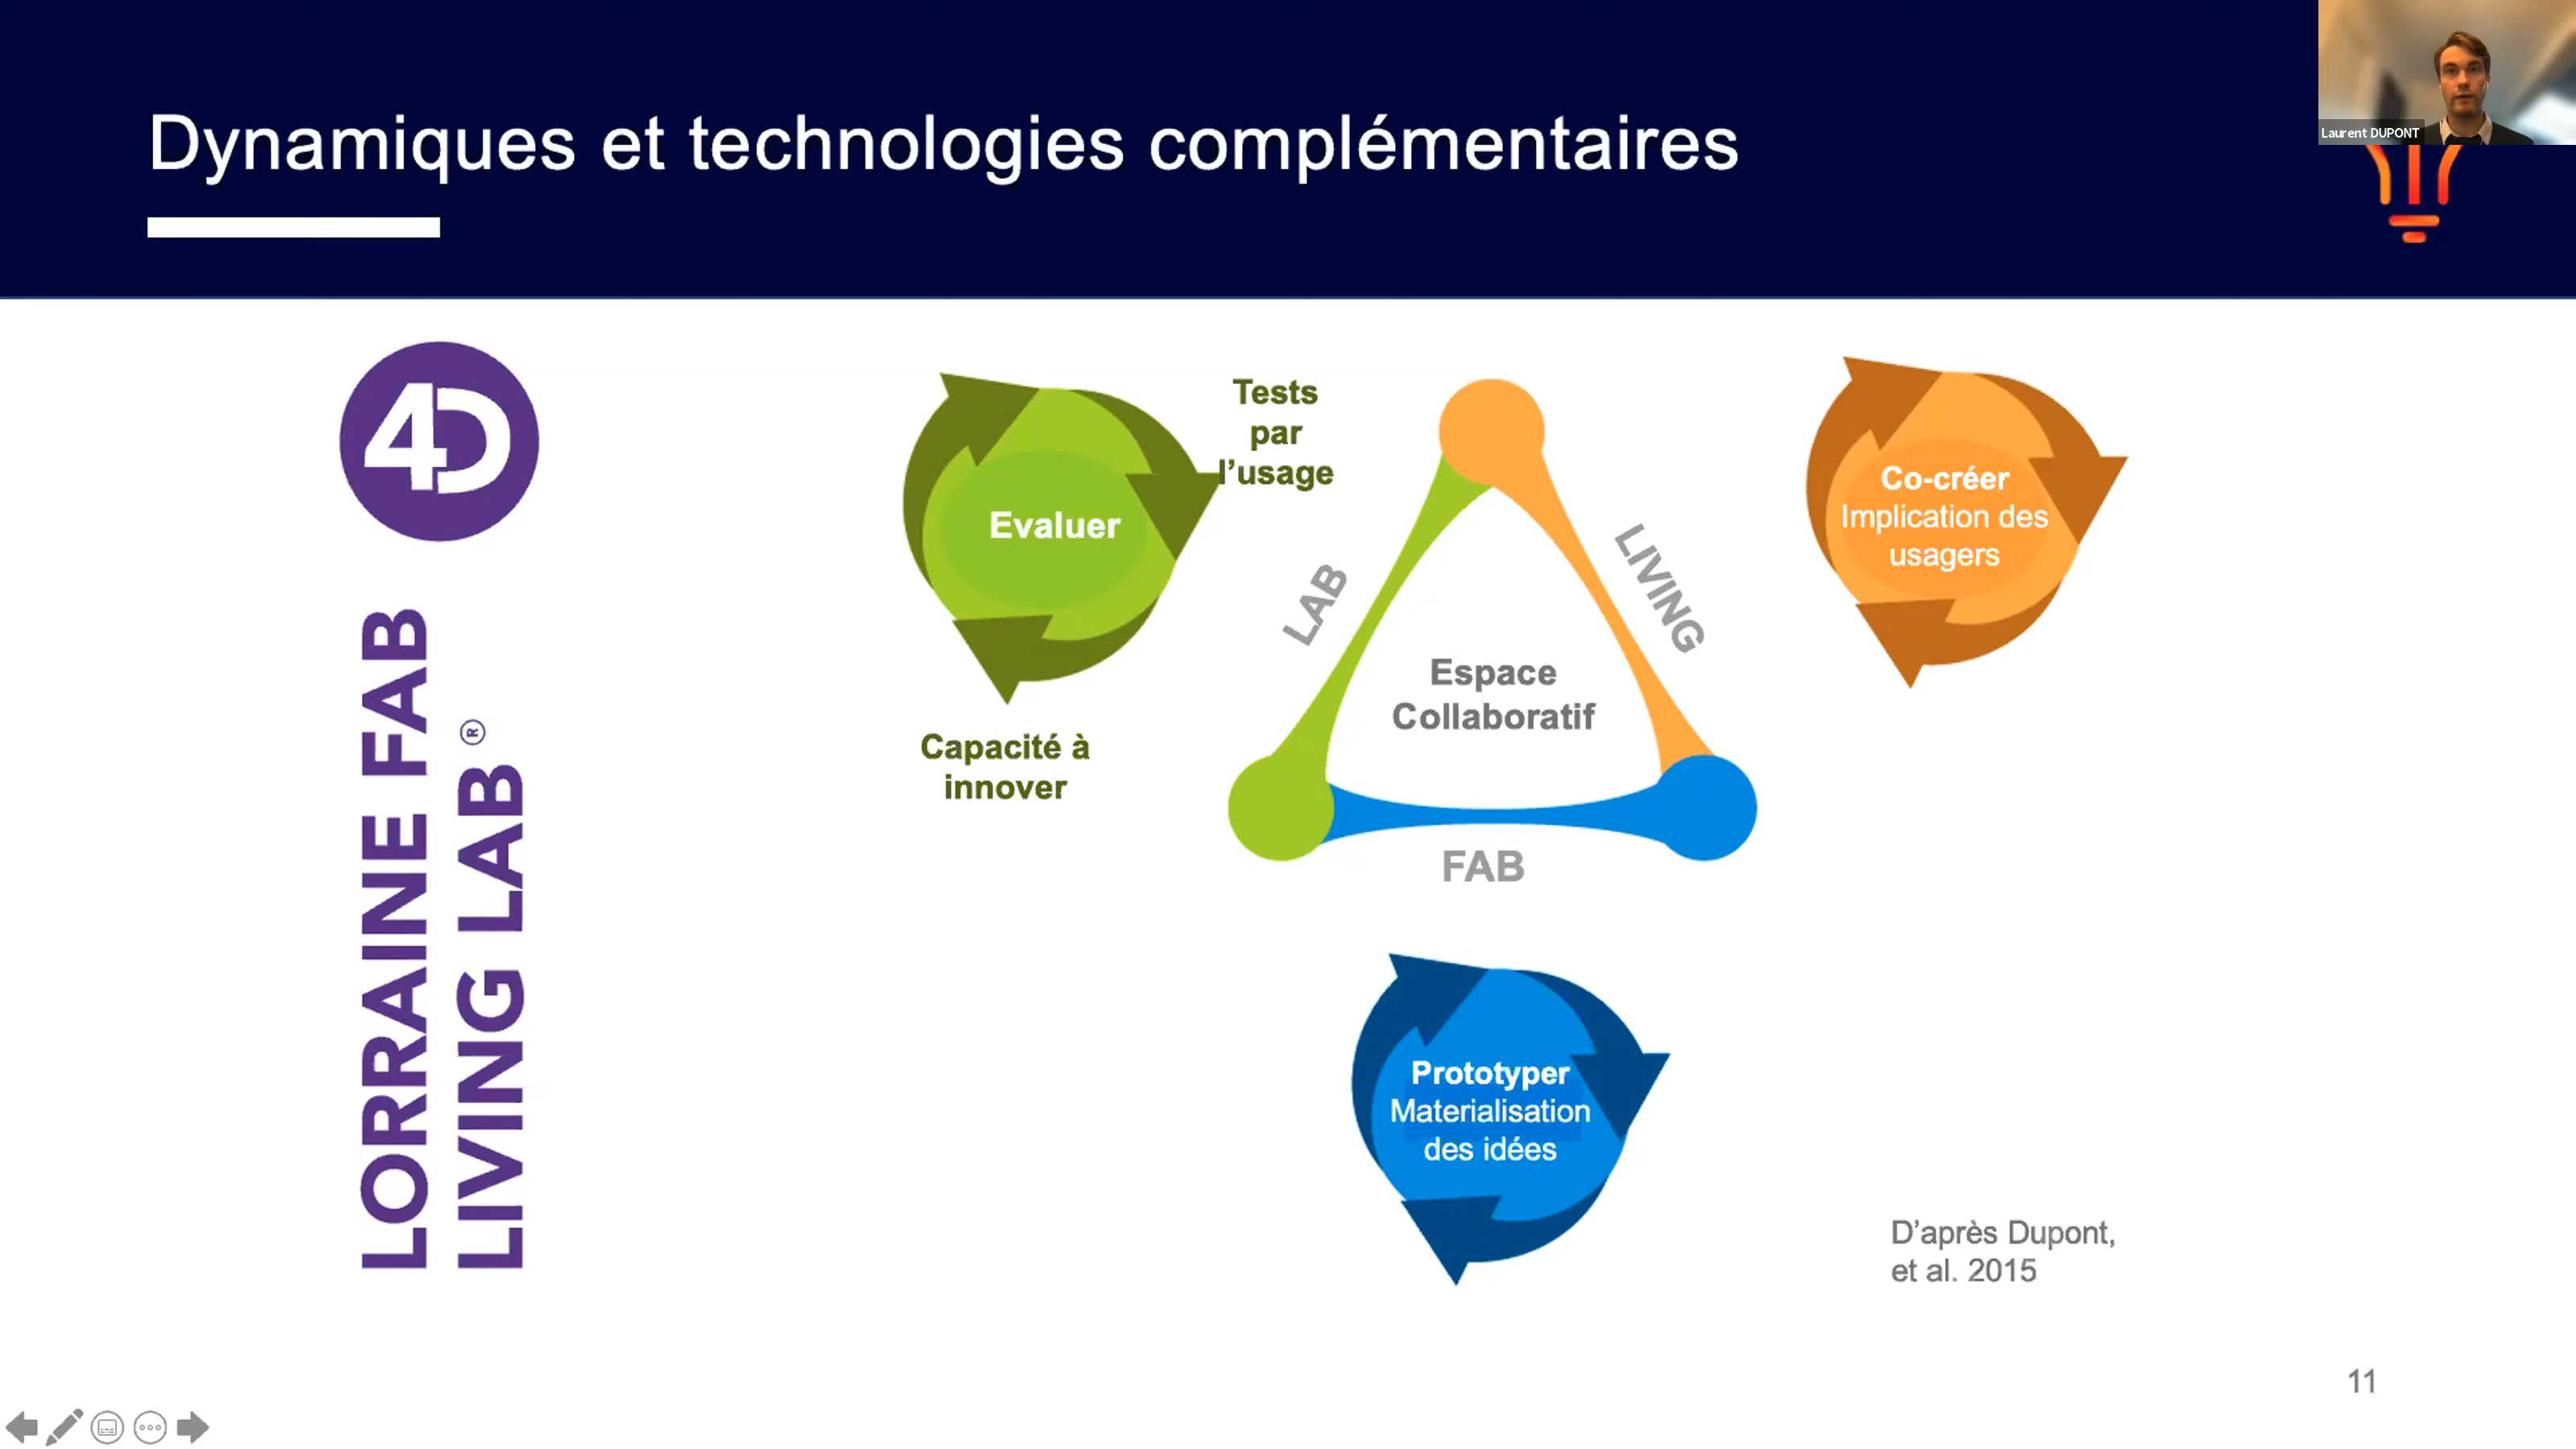 Dynamiques et technologies complémentaires
Laurent DUPONT
4D
LORRAINE FAB
LIVING LAB ®
Evaluer
Tests
par
l'usage
Capacité à
innover
LAB
LIVING
Espace
Collaboratif
FAB
Co-créer
Implication des
usagers
Prototyper
Materialisation
des idées
D'après Dupont,
et al. 2015
11